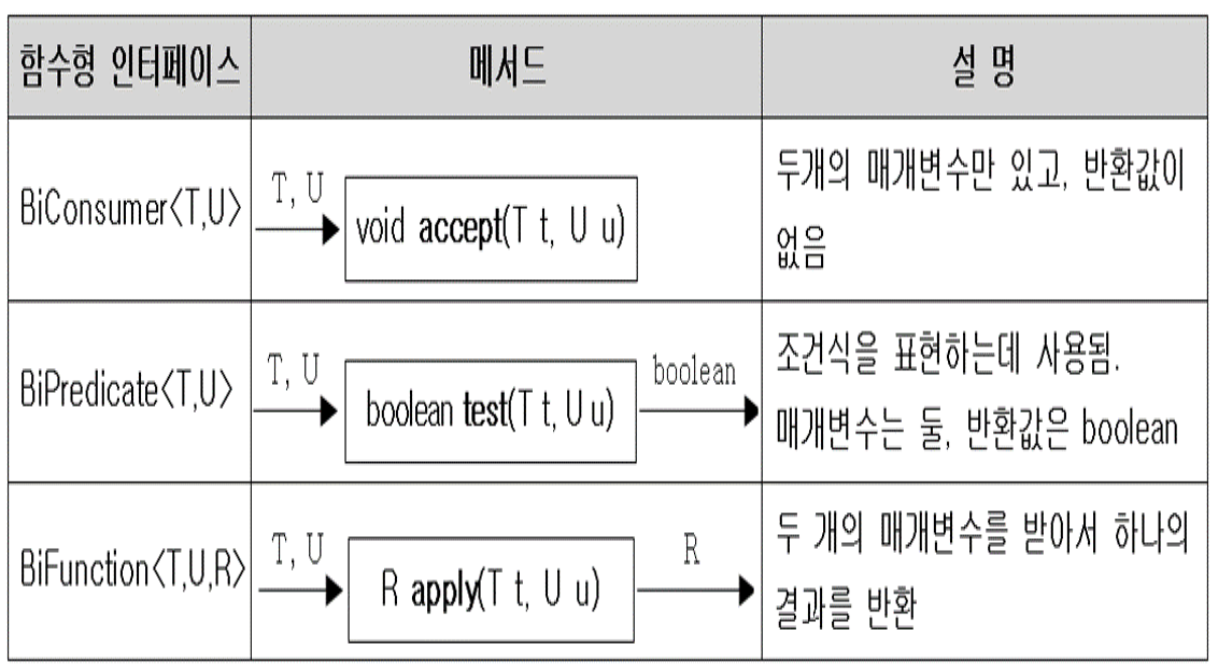 함수형 인터페이스
메서드
설 명
BiConsumer<T,U>
T, U
void accept(T t, U u)
두개의 매개변수만 있고, 반환값이
없음
BiPredicate<T,U>
T, U
boolean test(T t, U u)
boolean
조건식을 표현하는데 사용됨.
매개변수는 둘, 반환값은 boolean
BiFunction<T,U,R>
T, U
R apply(T t, U u)
R
두 개의 매개변수를 받아서 하나의
결과를 반환